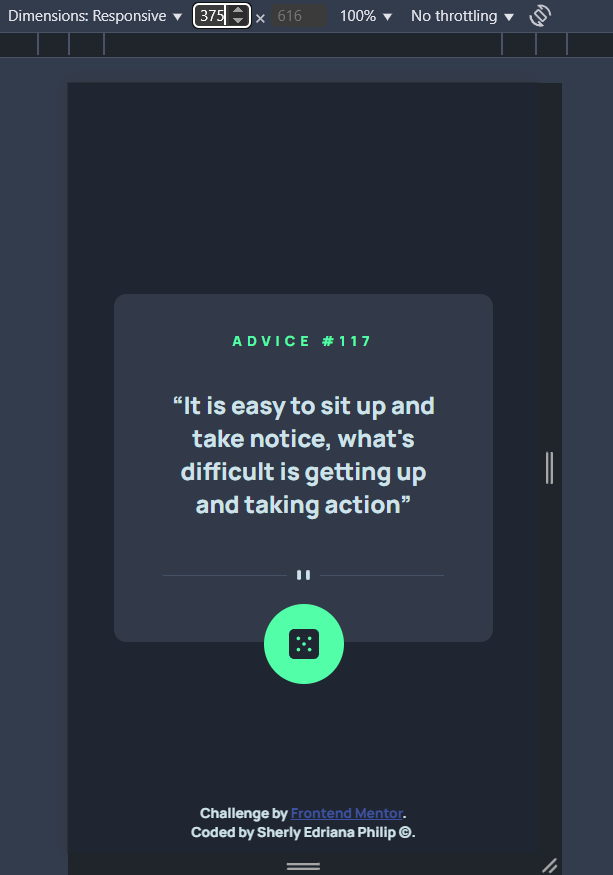 Dimensions: Responsive ▼ 375 × 616 100% ▼ No throttling ▼
ADVICE #117
“It is easy to sit up and
take notice, what's
difficult is getting up
and taking action”
Challenge by Frontend Mentor.
Coded by Sherly Edriana Philip ©.